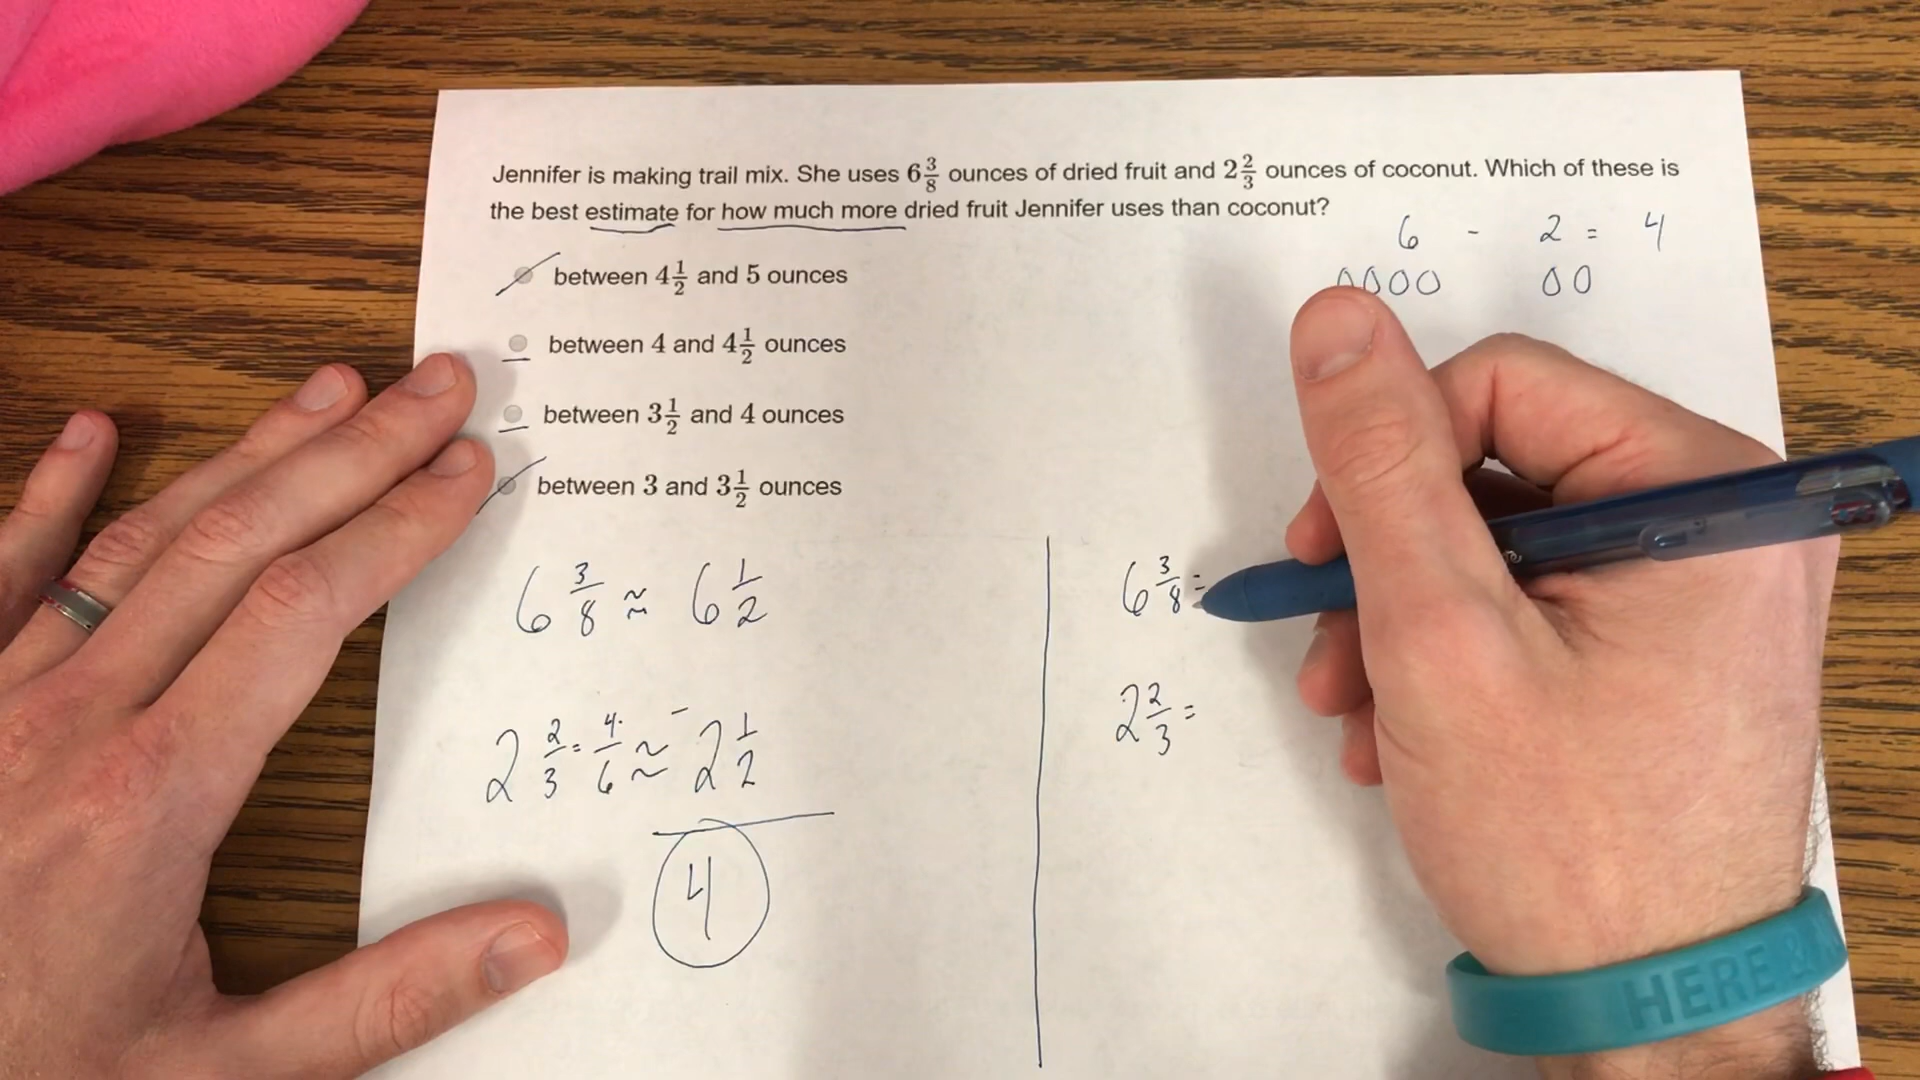 Jennifer is making trail mix. She uses 6 3/8 ounces of dried fruit and 2 2/3 ounces of coconut. Which of these is
the best estimate for how much more dried fruit Jennifer uses than coconut?
6 - 2 = 4
0000 00
between 4 1/2 and 5 ounces
between 4 and 4 1/2 ounces
between 3 1/2 and 4 ounces
between 3 and 3 1/2 ounces
6 3/8 ≈ 6 1/2
2 2/3 = 4/6 ≈ - 2 1/2
4
6 3/8 =
2 2/3 =
HERE &